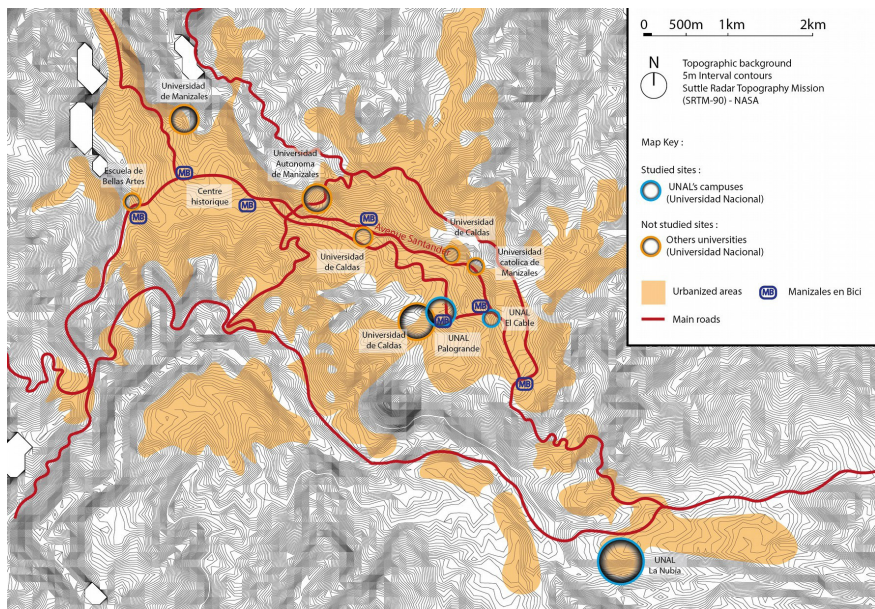 0 500m 1km 2km
N
Topographic background
5m Interval contours
Suttle Radar Topography Mission
(SRTM-90) - NASA
Map Key :
Studied sites :
UNAL's campuses
(Universidad Nacional)
Not studied sites :
Others universities
(Universidad Nacional)
Urbanized areas
MB
Manizales en Bici
Main roads
Universidad
de Manizales
Universidad
Autonoma
de Manizales
Escuela de
Bellas Artes
MB
Centre
historique
MB
MB
MB
Avenue Santander
Universidad
de Caldas
Universidad
de Caldas
Universidad
catolica de
Manizales
MB
MB
UNAL
El Cable
Universidad
de Caldas
UNAL
Palogrande
MB
UNAL
La Nubia